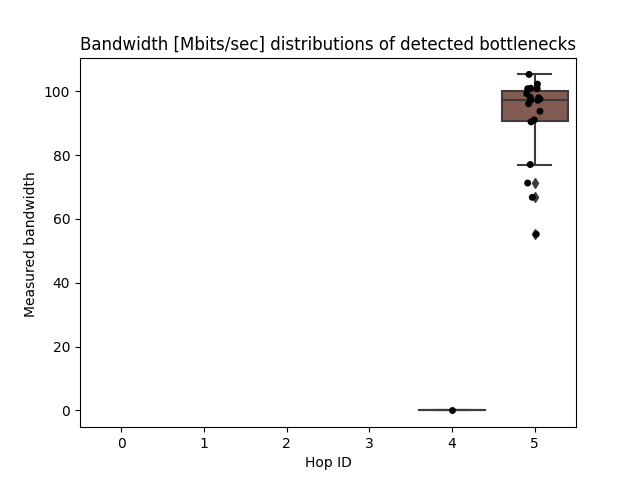 Bandwidth [Mbits/sec] distributions of detected bottlenecks
100
80
60
40
20
0
Measured bandwidth
0 1 2 3 4 5
Hop ID